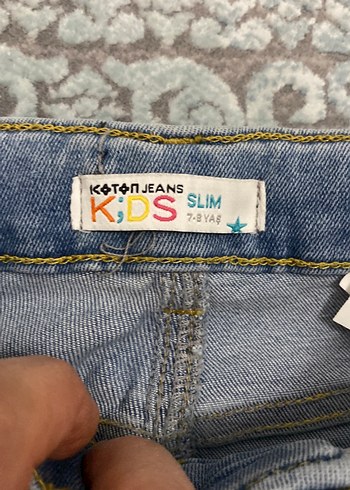 KOTON JEANS
K;DS SLIM
7-8 YAŞ